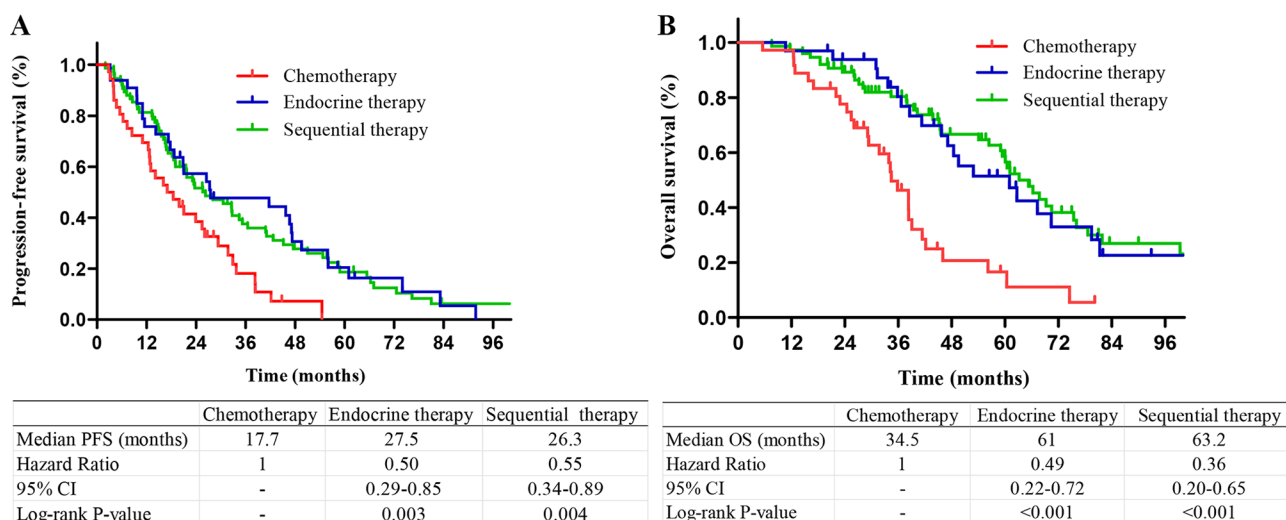 A
Progression-free survival (%)
1.0
0.8
0.6
0.4
0.2
0.0
Chemotherapy
Endocrine therapy
Sequential therapy
0 12 24 36 48 60 72 84 96
Time (months)
Chemotherapy Endocrine therapy Sequential therapy
Median PFS (months) 17.7 27.5 26.3
Hazard Ratio 1 0.50 0.55
95% CI - 0.29-0.85 0.34-0.89
Log-rank P-value - 0.003 0.004
B
Overall survival (%)
1.0
0.8
0.6
0.4
0.2
0.0
Chemotherapy
Endocrine therapy
Sequential therapy
0 12 24 36 48 60 72 84 96
Time (months)
Chemotherapy Endocrine therapy Sequential therapy
Median OS (months) 34.5 61 63.2
Hazard Ratio 1 0.49 0.36
95% CI - 0.22-0.72 0.20-0.65
Log-rank P-value - <0.001 <0.001